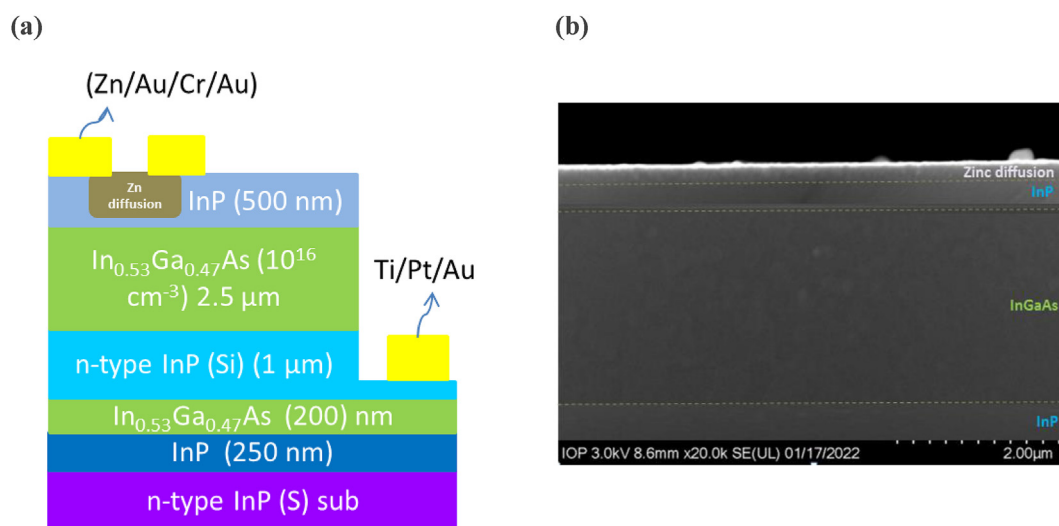 (a)
(Zn/Au/Cr/Au)
Zn
diffusion
InP (500 nm)
In₀.₅₃Ga₀.₄₇As (10¹⁶
cm⁻³) 2.5 μm
Ti/Pt/Au
n-type InP (Si) (1 μm)
In₀.₅₃Ga₀.₄₇As (200) nm
InP (250 nm)
n-type InP (S) sub
(b)
Zinc diffusion
InP
InGaAs
InP
IOP 3.0kV 8.6mm x20.0k SE(UL) 01/17/2022
2.00μm